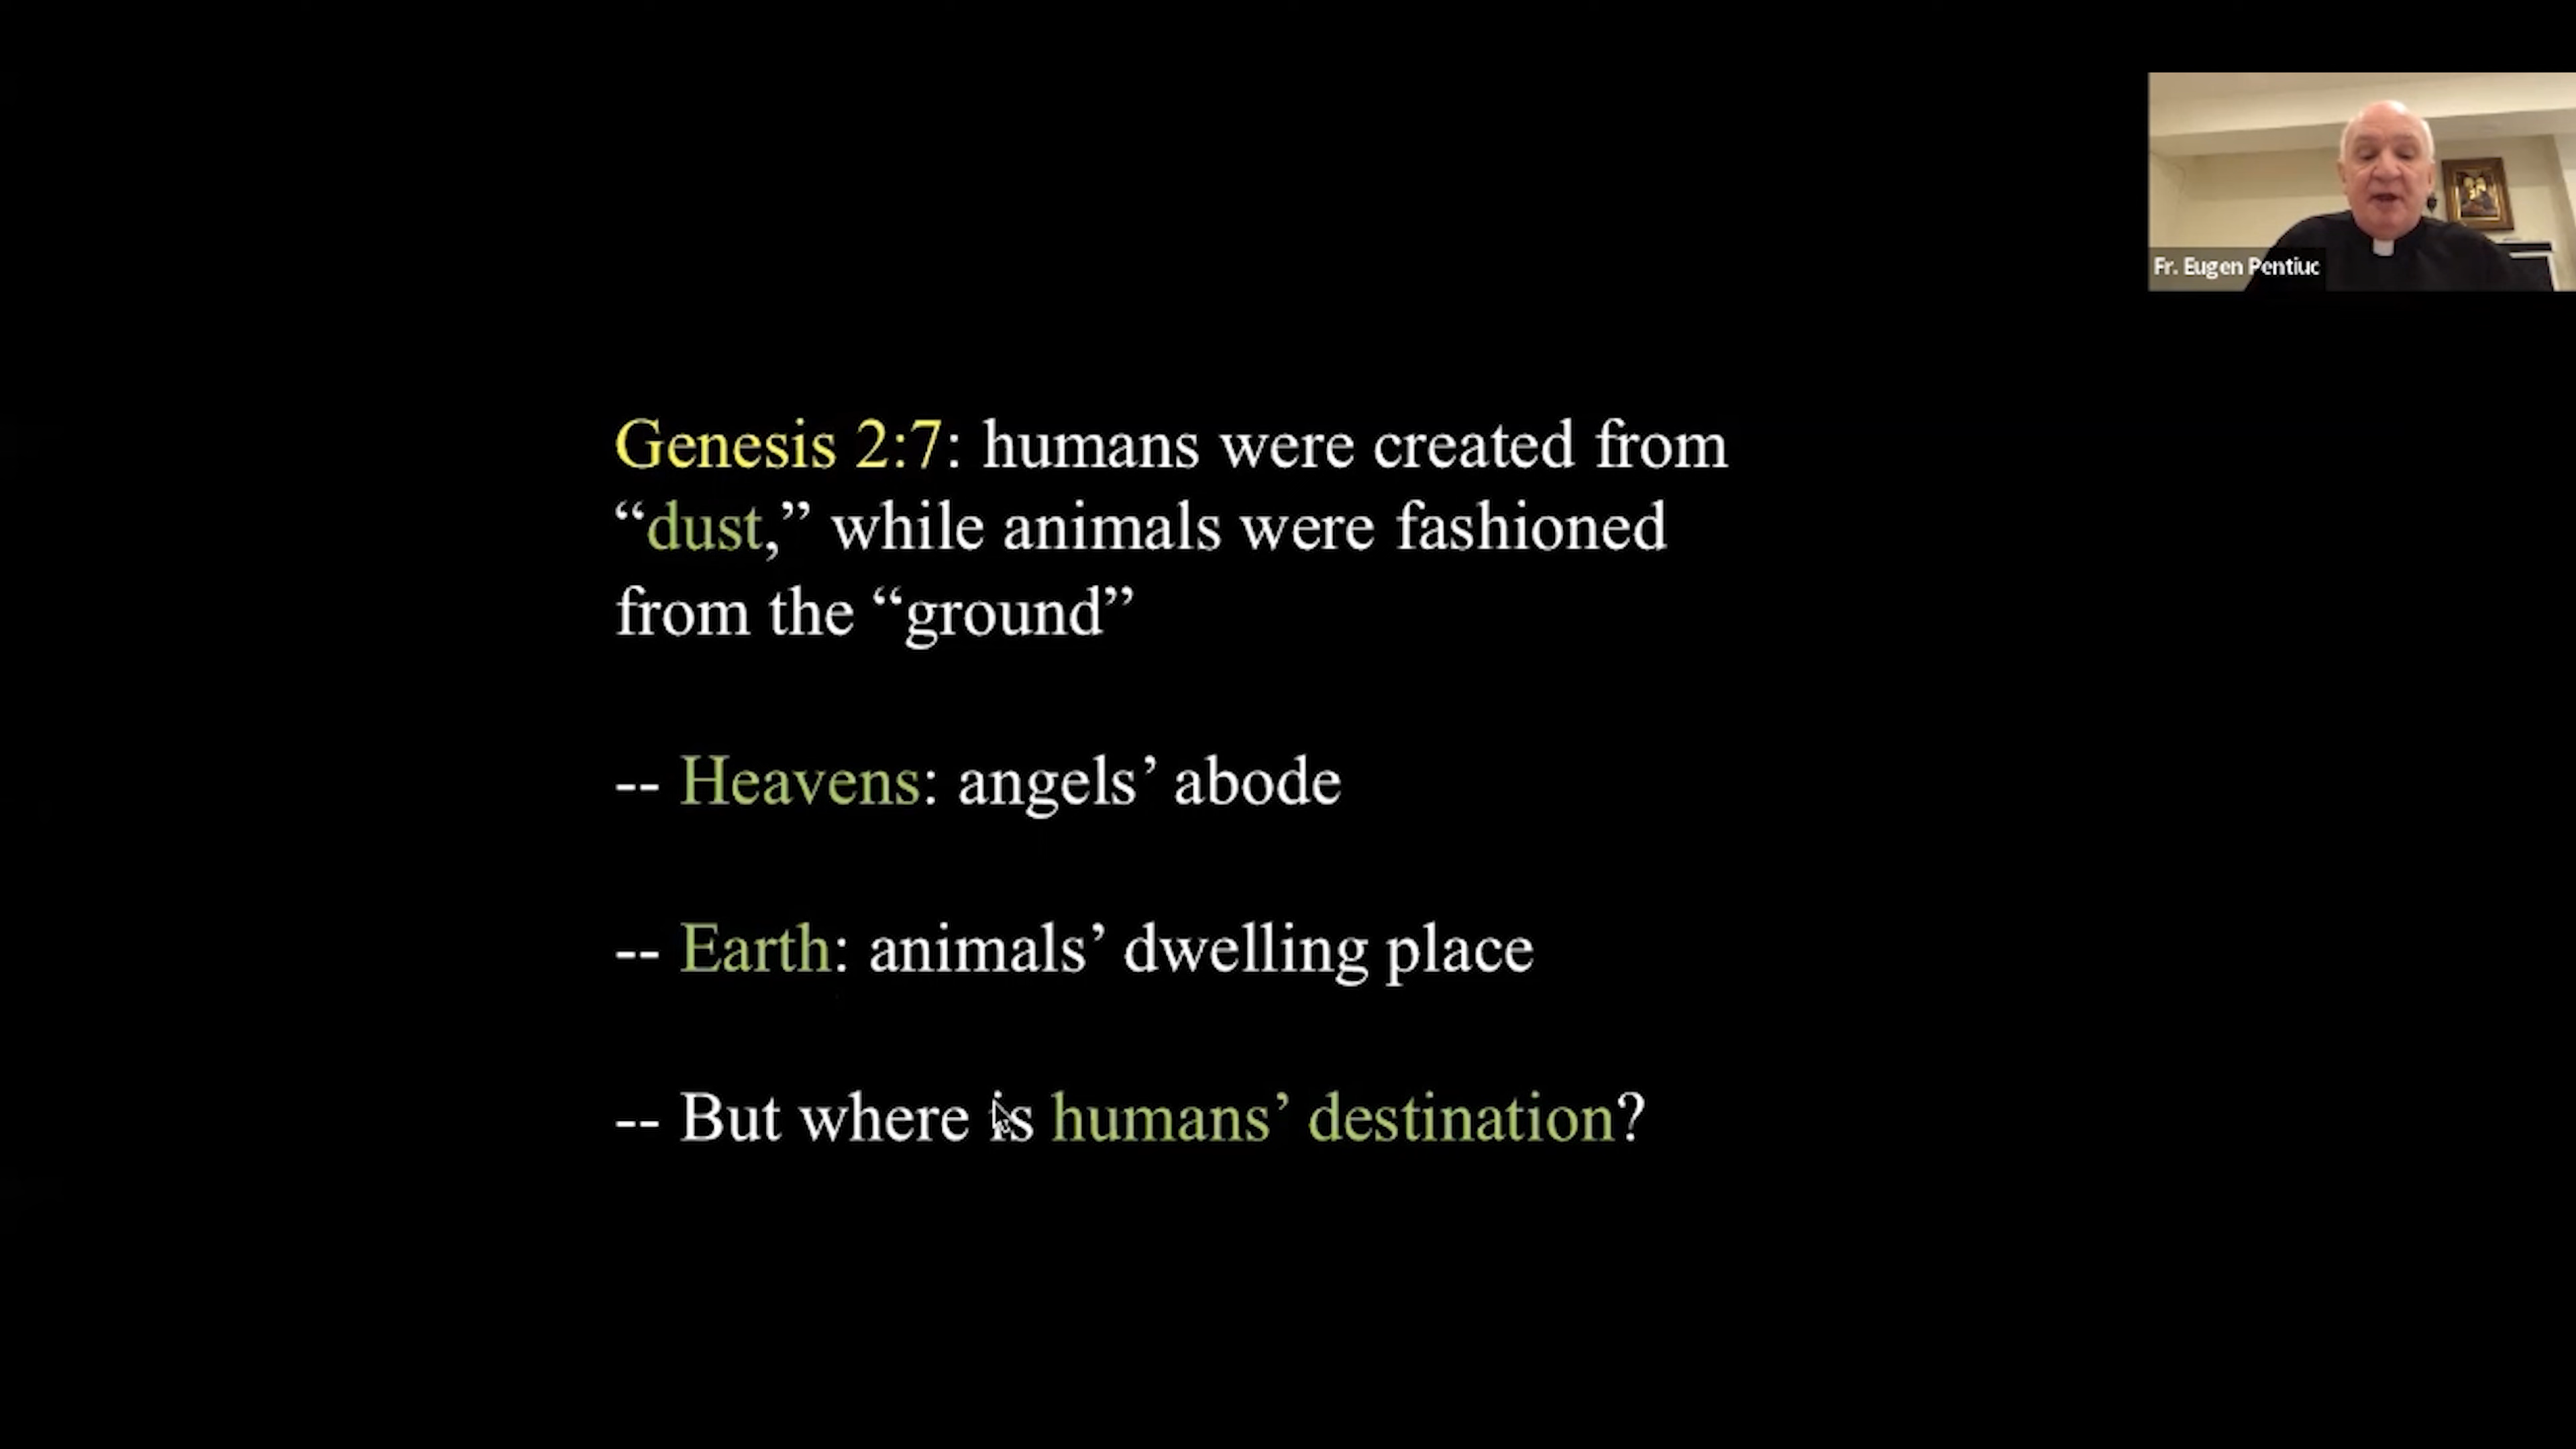 Fr. Eugen Pentiuc
Genesis 2:7: humans were created from
“dust,” while animals were fashioned
from the “ground”
-- Heavens: angels’ abode
-- Earth: animals’ dwelling place
-- But where is humans’ destination?